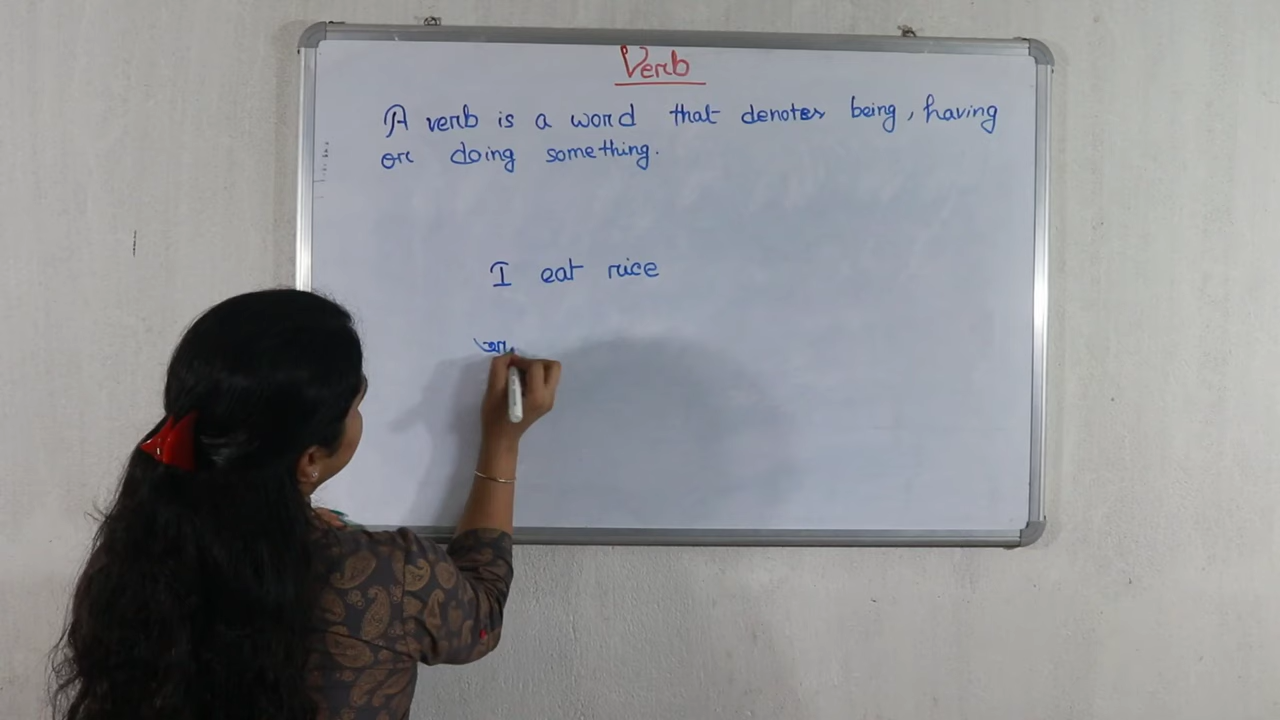 Verb
A verb is a word that denotes being, having
or doing something.
I eat rice